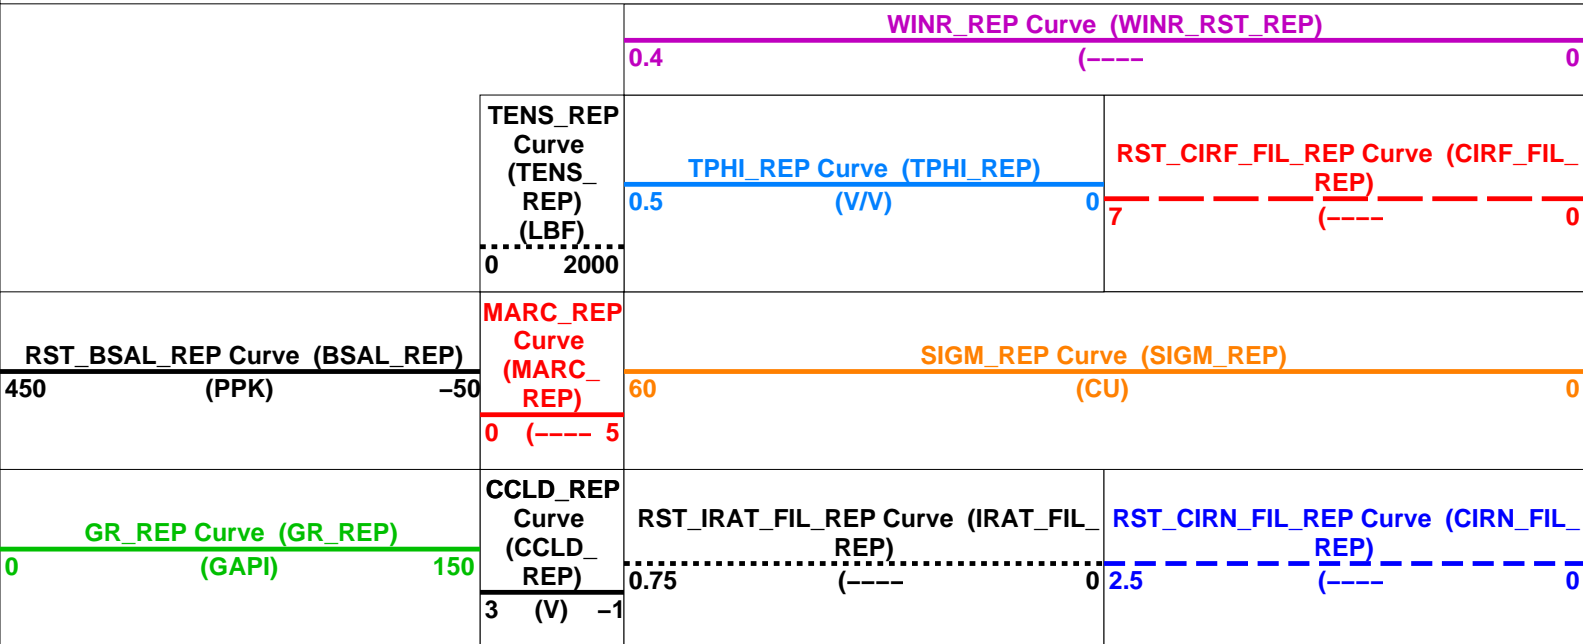 WINR_REP Curve (WINR_RST_REP)
0.4 (---- 0
TENS_REP
Curve
(TENS_
REP)
(LBF)
0 2000
TPHI_REP Curve (TPHI_REP)
0.5 (V/V) 0
RST_CIRF_FIL_REP Curve (CIRF_FIL_
REP)
7 (---- 0
RST_BSAL_REP Curve (BSAL_REP)
450 (PPK) -50
MARC_REP
Curve
(MARC_
REP)
0 (---- 5
SIGM_REP Curve (SIGM_REP)
60 (CU) 0
GR_REP Curve (GR_REP)
0 (GAPI) 150
CCLD_REP
Curve
(CCLD_
REP)
3 (V) -1
RST_IRAT_FIL_REP Curve (IRAT_FIL_
REP)
0.75 (---- 0
RST_CIRN_FIL_REP Curve (CIRN_FIL_
REP)
2.5 (---- 0